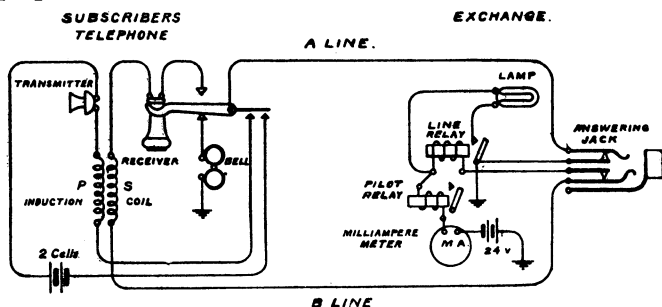 SUBSCRIBERS
TELEPHONE
EXCHANGE.
A LINE.
TRANSMITTER
LAMP
LINE
RELAY
ANSWERING
JACK
RECEIVER
BELL
P
S
INDUCTION
COIL
PILOT
RELAY
MILLIAMPERE
METER
M A
24 V
2 Cells.
B LINE